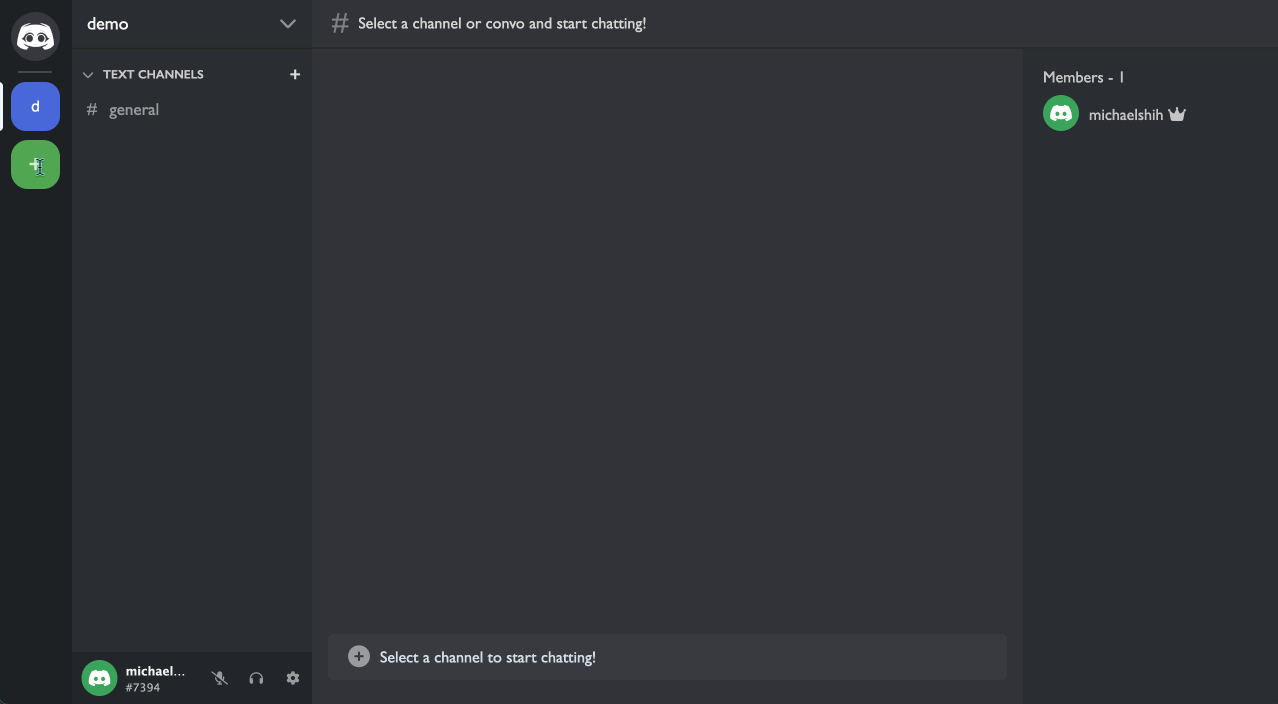 demo
# Select a channel or convo and start chatting!
d
+
TEXT CHANNELS +
# general
Members - 1
michaelshih
+ Select a channel to start chatting!
michael...
#7394